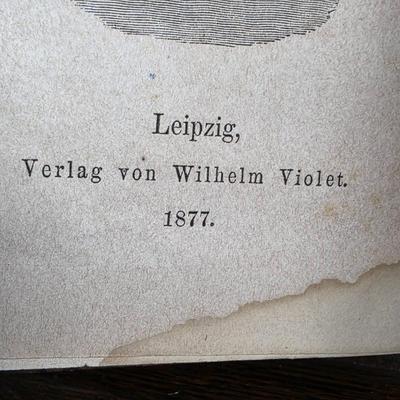 Leipzig,
Verlag von Wilhelm Violet.
1877.